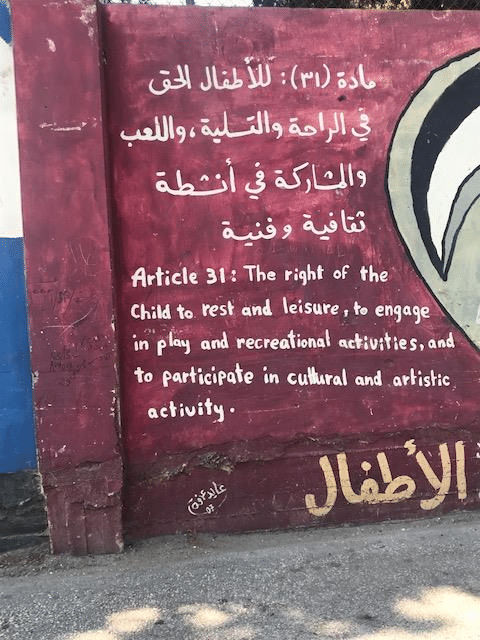 مادة (٣١): للأطفال الحق
في الراحة والتسلية، واللعب
والمشاركة في أنشطة
ثقافية وفنية
Article 31: The right of the
Child to rest and leisure, to engage
in play and recreational activities, and
to participate in cultural and artistic
activity.
الأطفال